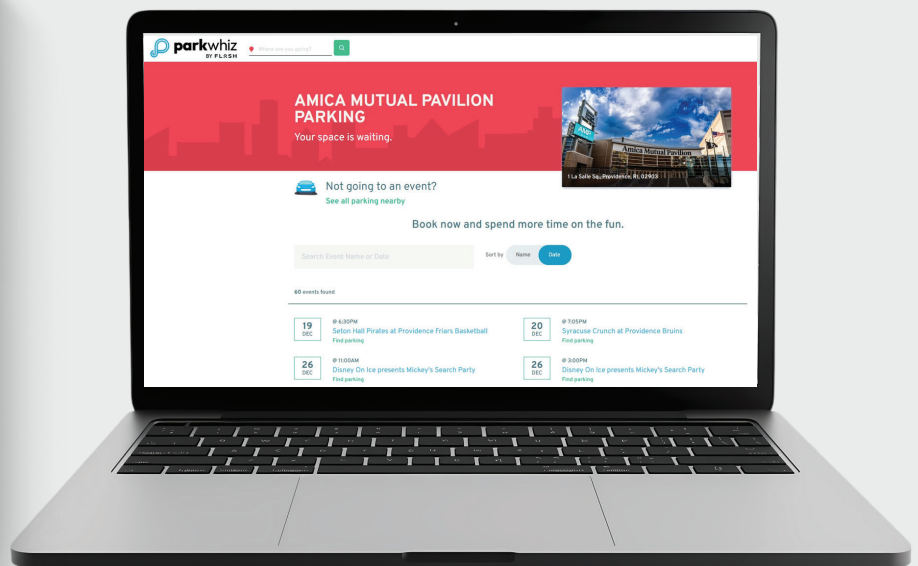 parkwhiz
BY FLASH
Where are you going?
AMICA MUTUAL PAVILION
PARKING
Your space is waiting.
AMP
Amica Mutual Pavilion
1 La Salle Sq., Providence, RI, 02903
Not going to an event?
See all parking nearby
Book now and spend more time on the fun.
Search Event Name or Date
Sort by Name Date
60 events found
19 DEC
@ 6:30PM
Seton Hall Pirates at Providence Friars Basketball
Find parking
20 DEC
@ 7:05PM
Syracuse Crunch at Providence Bruins
Find parking
26 DEC
@ 11:00AM
Disney On Ice presents Mickey's Search Party
Find parking
26 DEC
@ 3:00PM
Disney On Ice presents Mickey's Search Party
Find parking